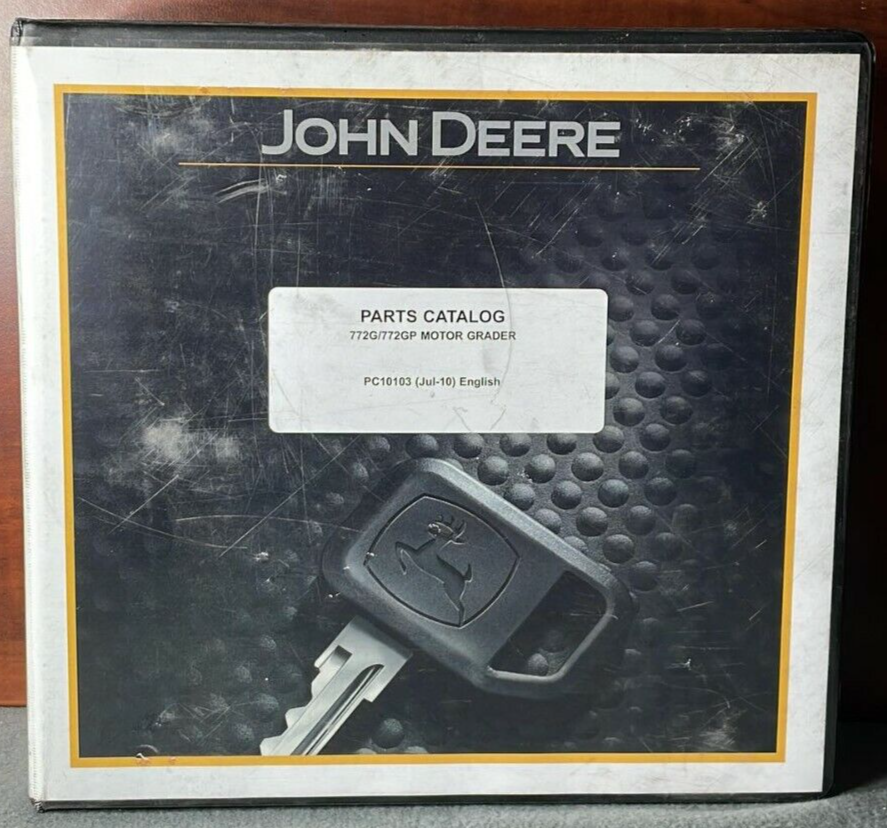 JOHN DEERE
PARTS CATALOG
772G/772GP MOTOR GRADER
PC10103 (Jul-10) English